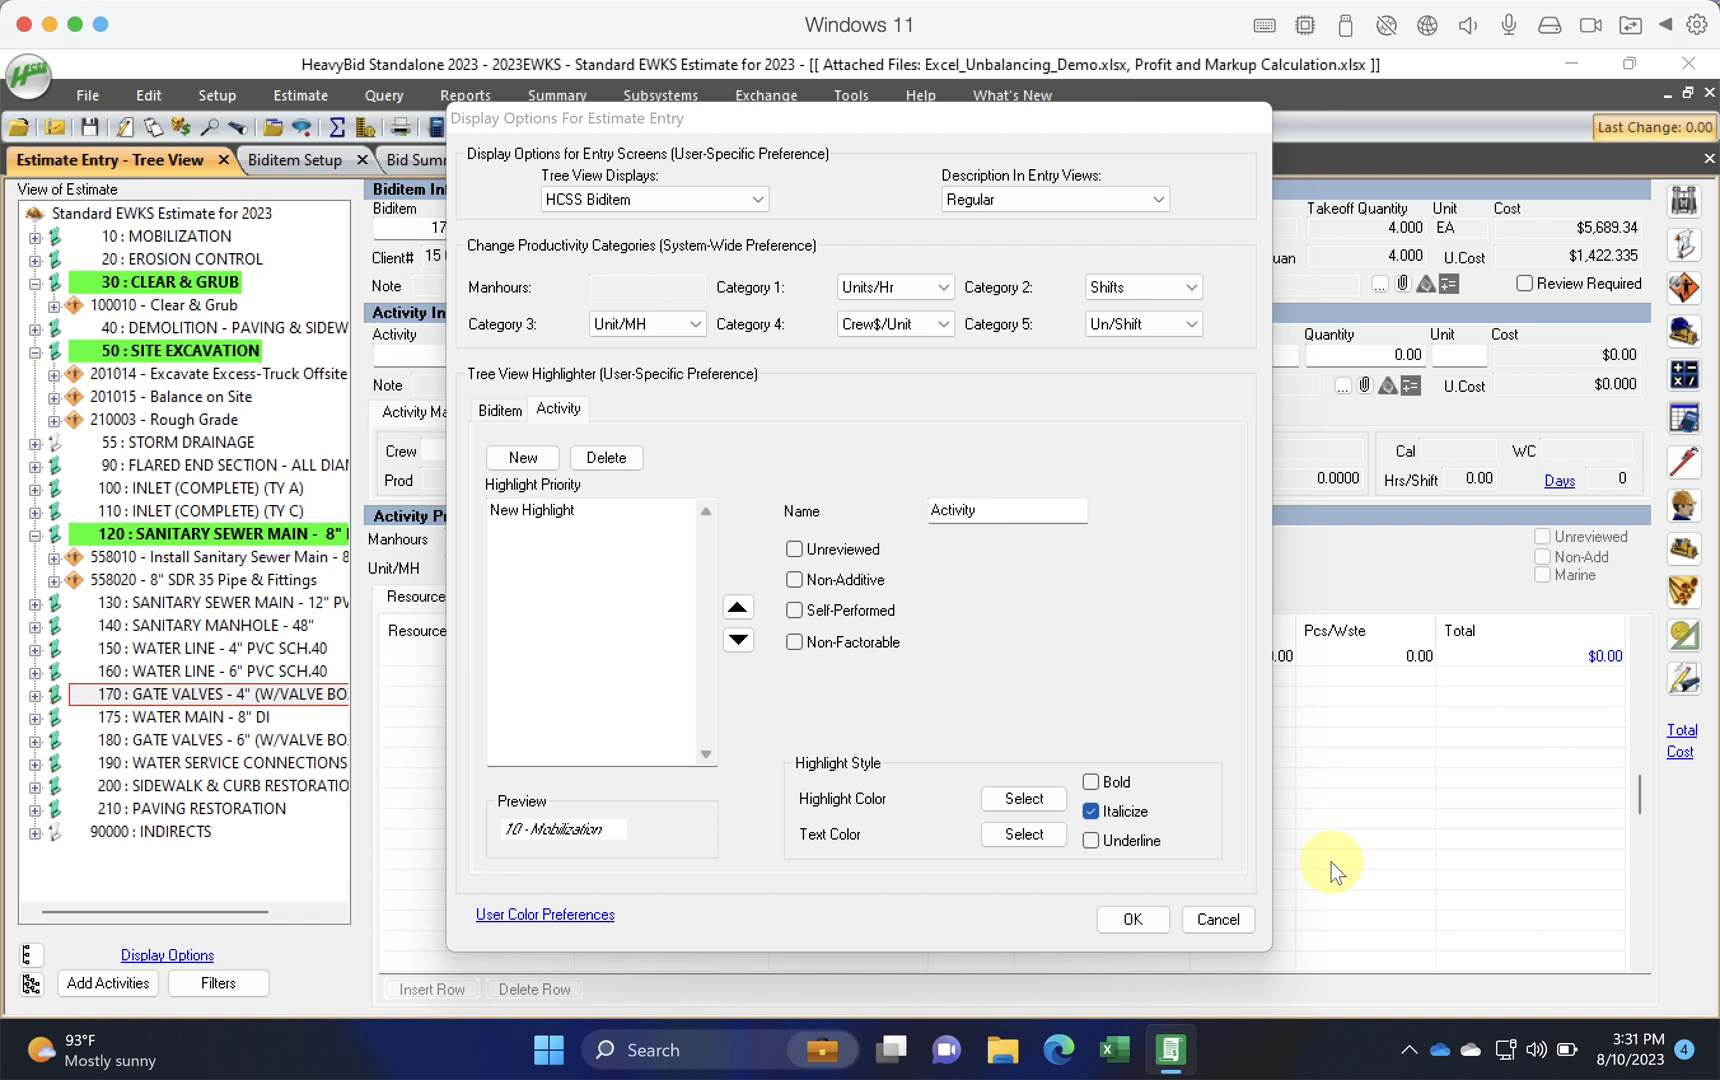 Windows 11
HeavyBid Standalone 2023 - 2023EWKS - Standard EWKS Estimate for 2023 - [[ Attached Files: Excel_Unbalancing_Demo.xlsx, Profit and Markup Calculation.xlsx ]]
HCSS
File Edit Setup Estimate Query Reports Summary Subsystems Exchange Tools Help What's New
Last Change: 0.00
Estimate Entry - Tree View Biditem Setup Bid Summ
View of Estimate
Standard EWKS Estimate for 2023
10 : MOBILIZATION
20 : EROSION CONTROL
30 : CLEAR & GRUB
100010 - Clear & Grub
40 : DEMOLITION - PAVING & SIDEW
50 : SITE EXCAVATION
201014 - Excavate Excess-Truck Offsite
201015 - Balance on Site
210003 - Rough Grade
55 : STORM DRAINAGE
90 : FLARED END SECTION - ALL DIAM
100 : INLET (COMPLETE) (TY A)
110 : INLET (COMPLETE) (TY C)
120 : SANITARY SEWER MAIN - 8"
558010 - Install Sanitary Sewer Main - 8
558020 - 8" SDR 35 Pipe & Fittings
130 : SANITARY SEWER MAIN - 12" PV
140 : SANITARY MANHOLE - 48"
150 : WATER LINE - 4" PVC SCH.40
160 : WATER LINE - 6" PVC SCH.40
170 : GATE VALVES - 4" (W/VALVE BO
175 : WATER MAIN - 8" DI
180 : GATE VALVES - 6" (W/VALVE BO
190 : WATER SERVICE CONNECTIONS
200 : SIDEWALK & CURB RESTORATIO
210 : PAVING RESTORATION
90000 : INDIRECTS
Display Options
Add Activities Filters
Biditem In
Biditem
17
Client# 15
Note
Activity In
Activity
Note
Activity Ma
Crew
Prod
Activity P
Manhours
Unit/MH
Resource
Resource
Insert Row Delete Row
Display Options For Estimate Entry
Display Options for Entry Screens (User-Specific Preference)
Tree View Displays: Description In Entry Views:
HCSS Biditem Regular
Change Productivity Categories (System-Wide Preference)
Manhours: Category 1: Units/Hr Category 2: Shifts
Category 3: Unit/MH Category 4: Crew$/Unit Category 5: Un/Shift
Tree View Highlighter (User-Specific Preference)
Biditem Activity
New Delete
Highlight Priority
New Highlight
Name Activity
Unreviewed
Non-Additive
Self-Performed
Non-Factorable
Highlight Style
Highlight Color Select
Text Color Select
Bold
Italicize
Underline
Preview
10 - Mobilization
User Color Preferences
OK Cancel
Takeoff Quantity Unit Cost
4.000 EA $5,689.34
uan 4.000 U.Cost $1,422.335
... Review Required
Quantity Unit Cost
0.00 $0.00
... U.Cost $0.000
Cal WC
0.0000 Hrs/Shift 0.00 Days 0
Unreviewed
Non-Add
Marine
Pcs/Wste Total
.00 0.00 $0.00
Total
Cost
93°F
Mostly sunny
Search
3:31 PM
8/10/2023
4